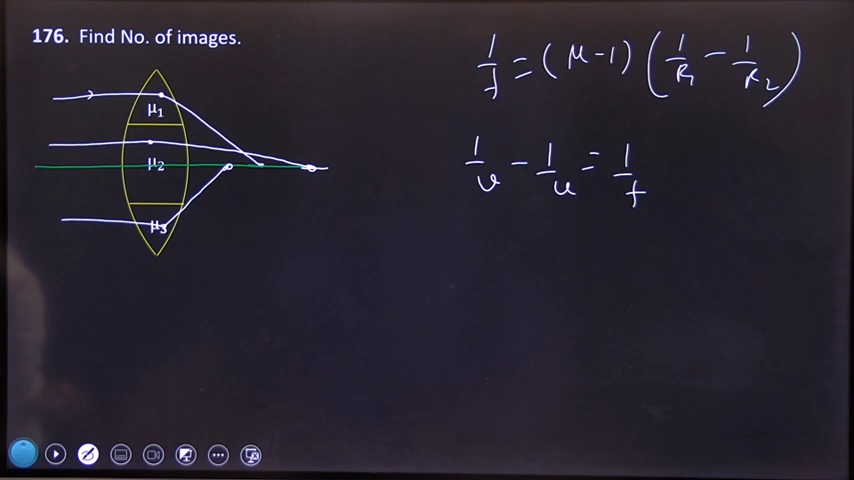 176. Find No. of images.
1/f = (μ-1) (1/R1 - 1/R2)
μ1
1/v - 1/u = 1/f
μ2
μ3